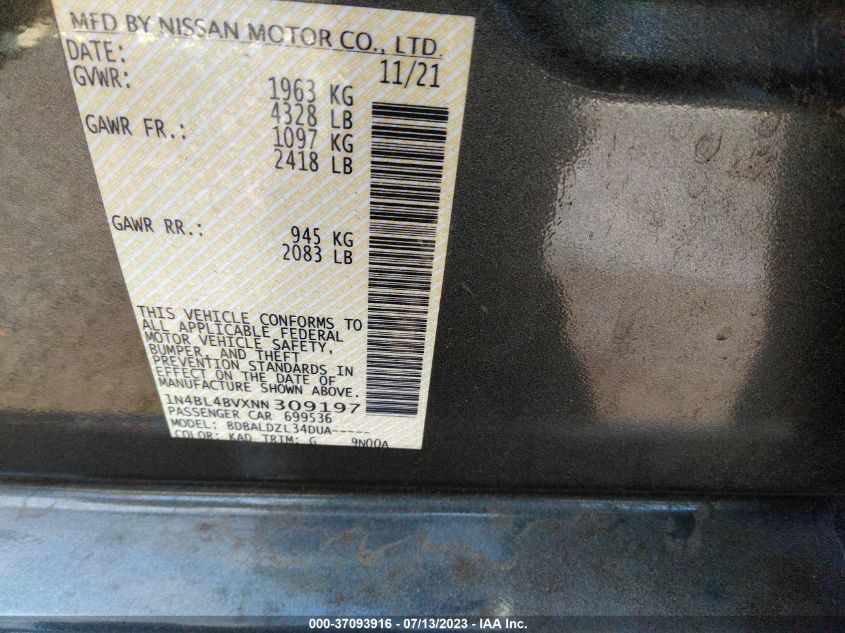 MFD BY NISSAN MOTOR CO., LTD.
DATE: 11/21
GVWR: 1963 KG
4328 LB
GAWR FR.: 1097 KG
2418 LB
GAWR RR.: 945 KG
2083 LB
THIS VEHICLE CONFORMS TO
ALL APPLICABLE FEDERAL
MOTOR VEHICLE SAFETY,
BUMPER, AND THEFT
PREVENTION STANDARDS IN
EFFECT ON THE DATE OF
MANUFACTURE SHOWN ABOVE.
1N4BL4BVXNN309197
PASSENGER CAR 699536
MODEL: BDBALDZL34DUA-----
COLOR: KAD TRIM: G 9N00A
000-37093916 - 07/13/2023 - IAA Inc.